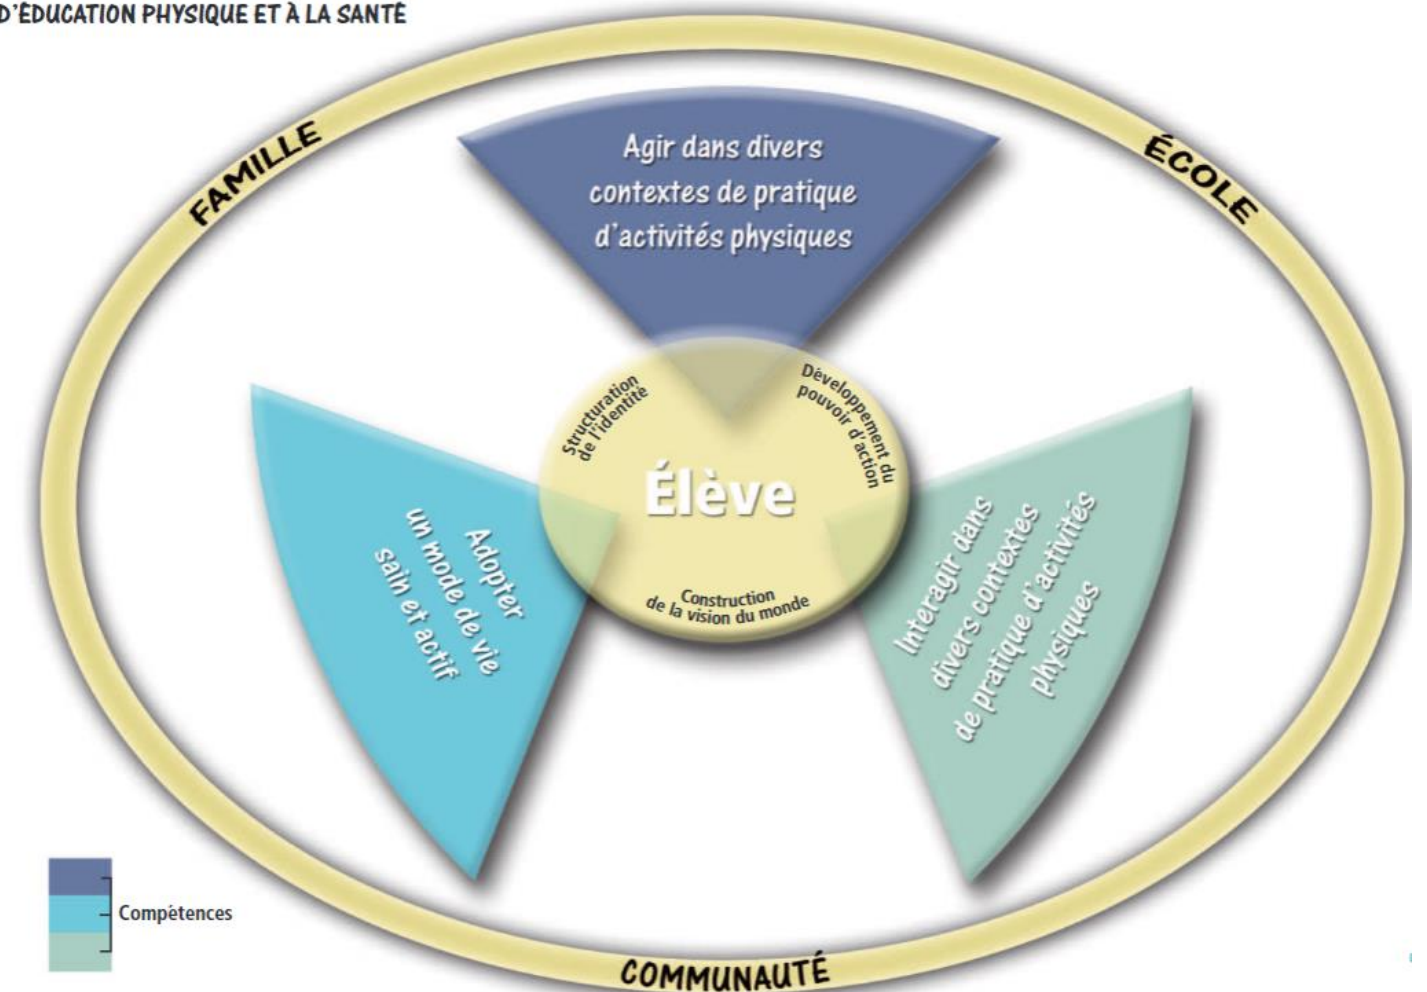 D'ÉDUCATION PHYSIQUE ET À LA SANTÉ
FAMILLE
ÉCOLE
Agir dans divers
contextes de pratique
d'activités physiques
Structuration
de l'identité
Développement du
pouvoir d'action
Élève
Construction
de la vision du monde
Adopter
un mode de vie
sain et actif
Interagir dans
divers contextes
de pratique d'activités
physiques
Compétences
COMMUNAUTÉ